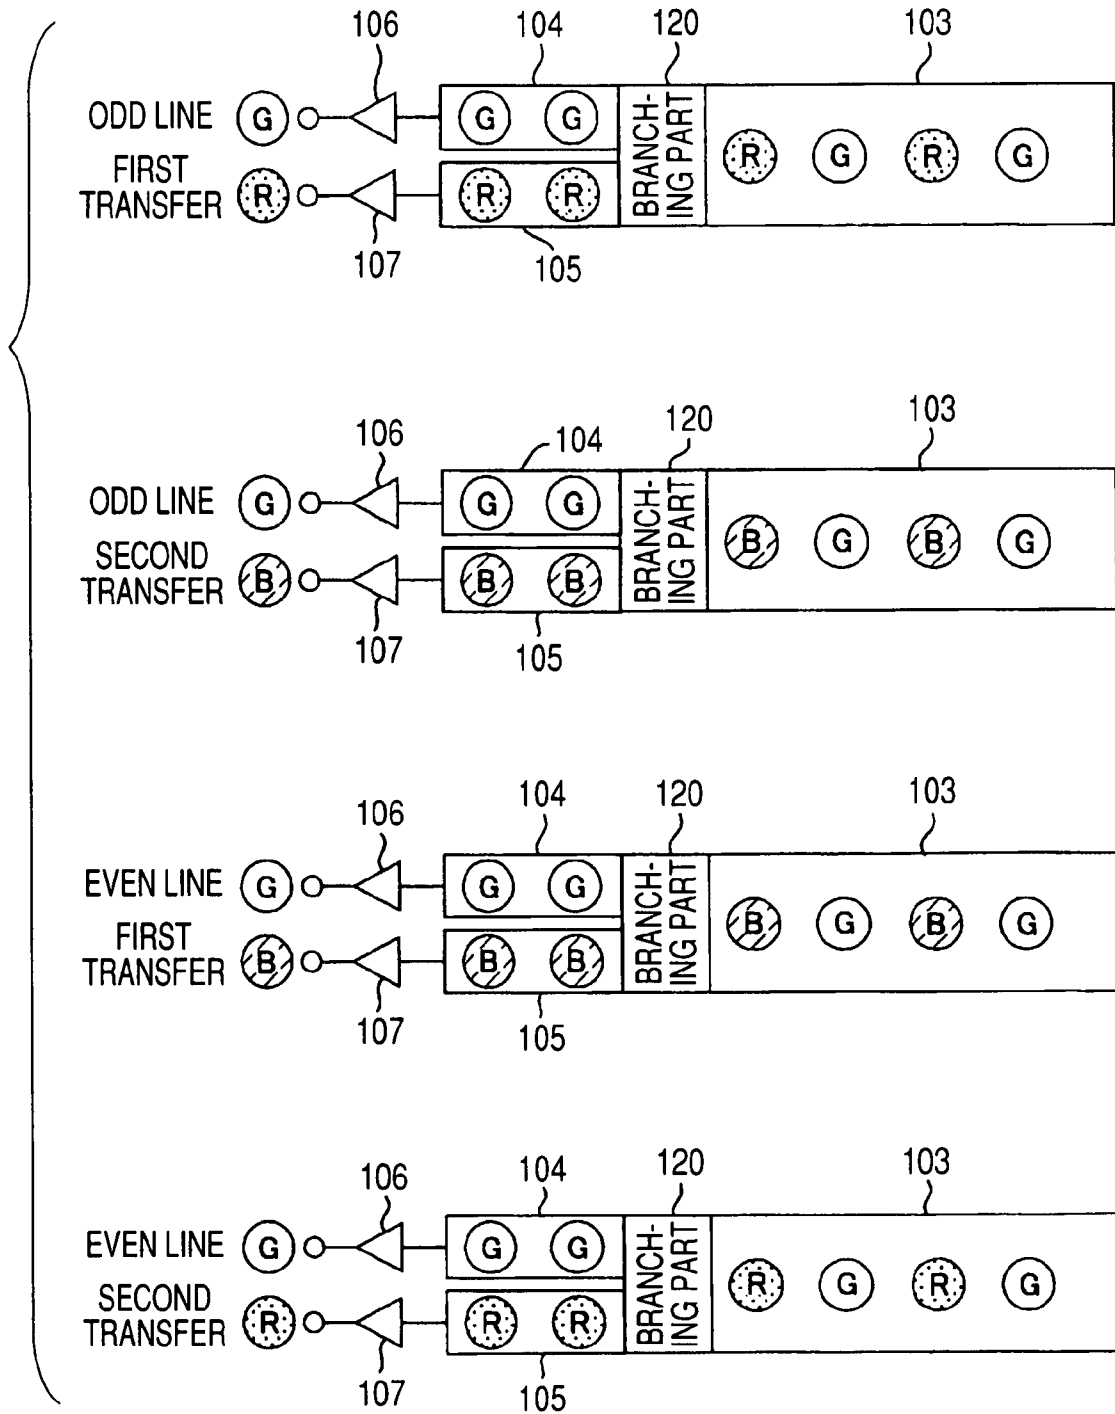 106 104 120 103
ODD LINE G G G BRANCH-
ING PART R G R G
FIRST
TRANSFER R R R
107 105
106 104 120 103
ODD LINE G G G BRANCH-
ING PART B G B G
SECOND
TRANSFER B B B
107 105
106 104 120 103
EVEN LINE G G G BRANCH-
ING PART B G B G
FIRST
TRANSFER B B B
107 105
106 104 120 103
EVEN LINE G G G BRANCH-
ING PART R G R G
SECOND
TRANSFER R R R
107 105